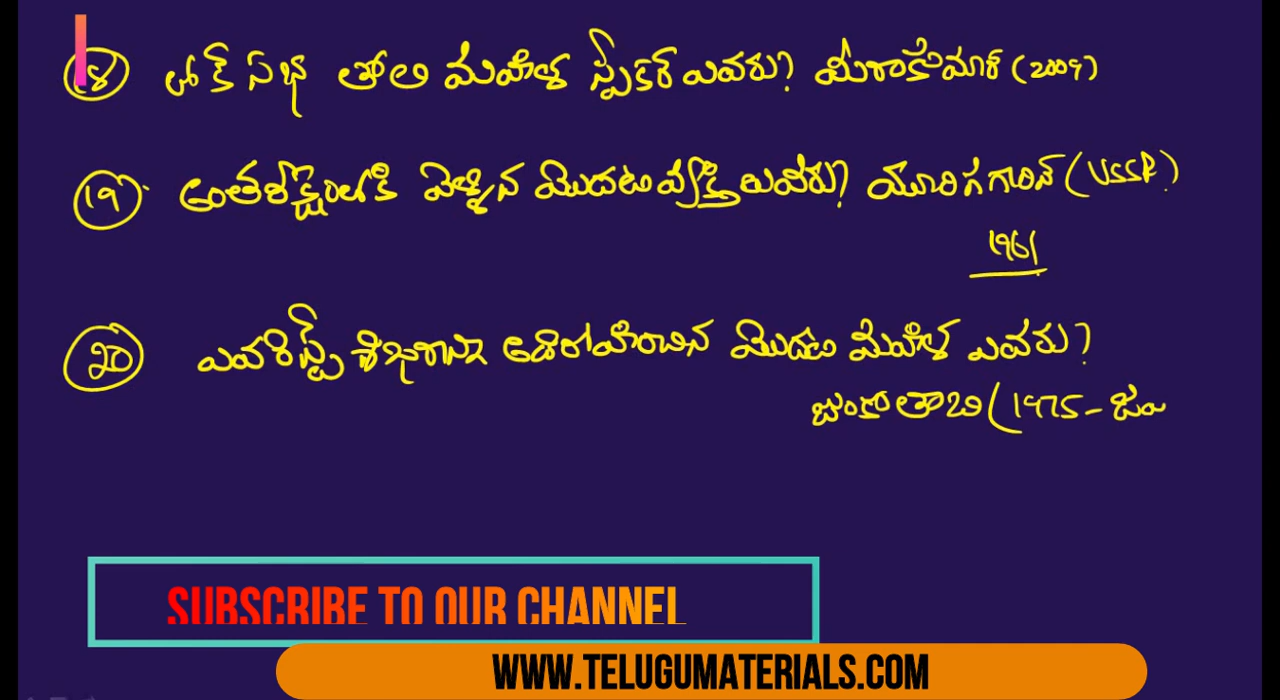 18 లోక్ సభ తొలి మహిళ స్పీకర్ ఎవరు? మీరాకుమార్ (2009)
19. అంతరిక్షంలోకి వెళ్ళిన మొదట వ్యక్తి ఎవరు? యూరి గగారిన్ (USSR)
1961
20 ఎవరెస్ట్ శిఖరాన్ని అధిరోహించిన మొదట మహిళ ఎవరు?
జుంకో తాబి (1975 - జపా
SUBSCRIBE TO OUR CHANNEL
WWW.TELUGUMATERIALS.COM